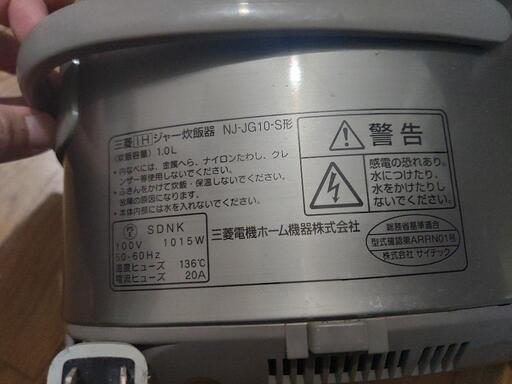 三菱IHジャー炊飯器 NJ-JG10-S形
〈炊飯容量〉1.0L
・内なべには、金属へら、ナイロンたわし、クレンザー等使用しないでください。
・ふきんをかけて炊飯・保温しないでください。故障の原因になります。
・本体内部には水を入れないでください。
SDNK
100V 1015W
50-60Hz
温度ヒューズ 136℃
電流ヒューズ 20A
三菱電機ホーム機器株式会社
警告
感電の恐れあり。
水につけたり、
水をかけたりし
ないでください。
総務省基準適合
型式確認第ARRN01号
株式会社 サイテック